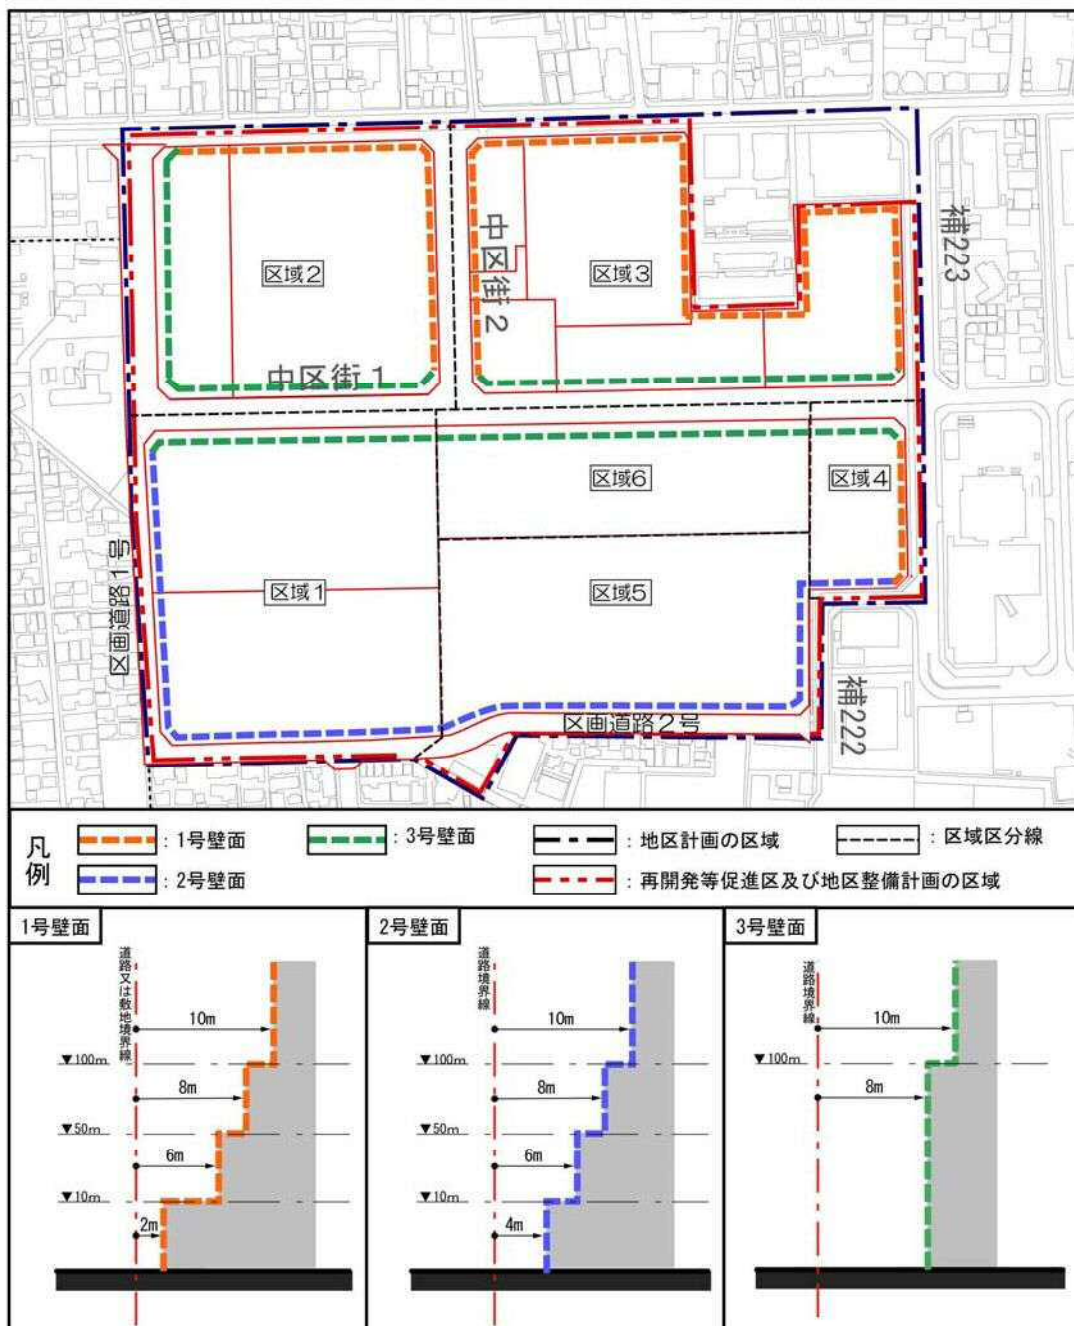 補223
中区街2
区域2
区域3
中区街1
区域6
区域4
区画道路1号
区域1
区域5
区画道路2号
補222
凡例
:1号壁面
:3号壁面
:地区計画の区域
:区域区分線
:2号壁面
:再開発等促進区及び地区整備計画の区域
1号壁面
道路又は敷地境界線
10m
▼100m
8m
▼50m
6m
▼10m
2m
2号壁面
道路境界線
10m
▼100m
8m
▼50m
6m
▼10m
4m
3号壁面
道路境界線
10m
▼100m
8m